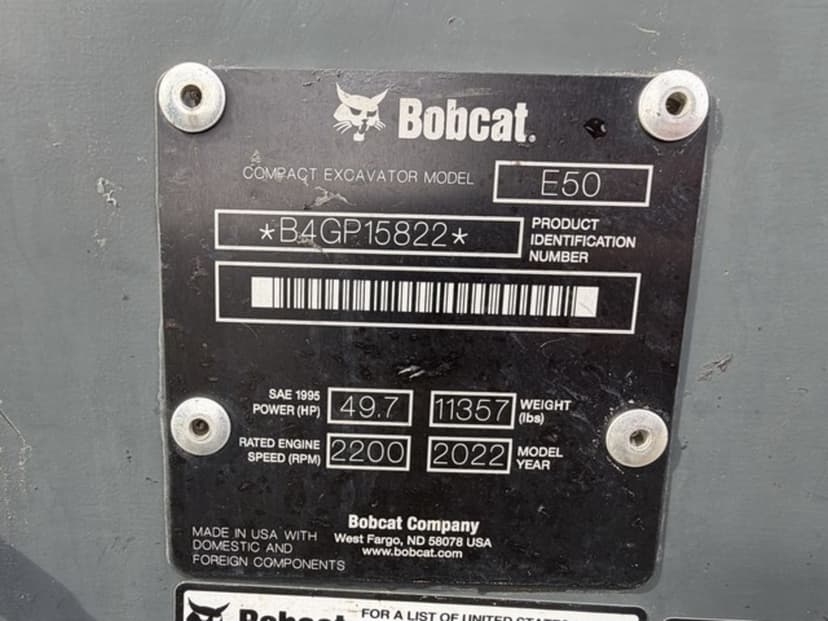 Bobcat.
COMPACT EXCAVATOR MODEL E50
*B4GP15822* PRODUCT
IDENTIFICATION
NUMBER
SAE 1995
POWER (HP) 49.7 11357 WEIGHT
(lbs)
RATED ENGINE
SPEED (RPM) 2200 2022 MODEL
YEAR
Bobcat Company
West Fargo, ND 58078 USA
www.bobcat.com
MADE IN USA WITH
DOMESTIC AND
FOREIGN COMPONENTS
Bobcat FOR A LIST OF UNITED STATES